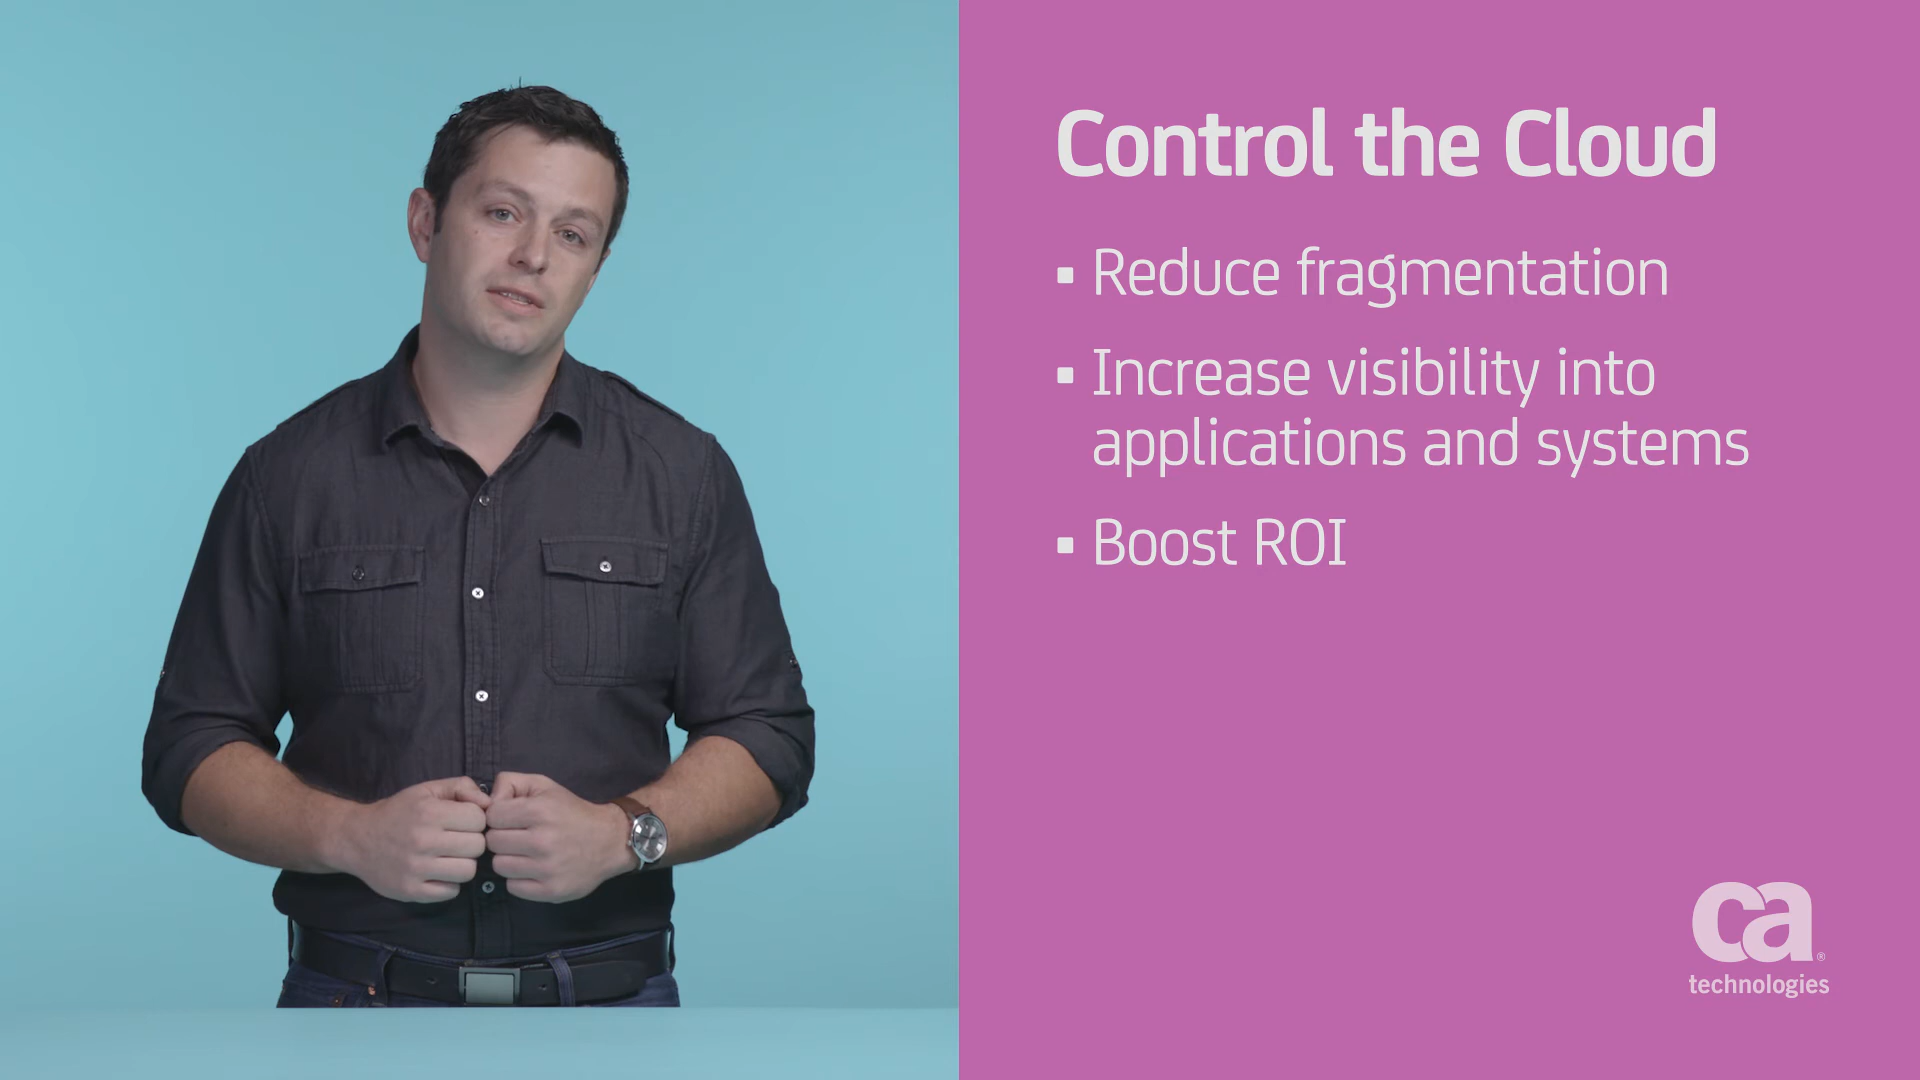 Control the Cloud
▪ Reduce fragmentation
▪ Increase visibility into
applications and systems
▪ Boost ROI
ca®
technologies